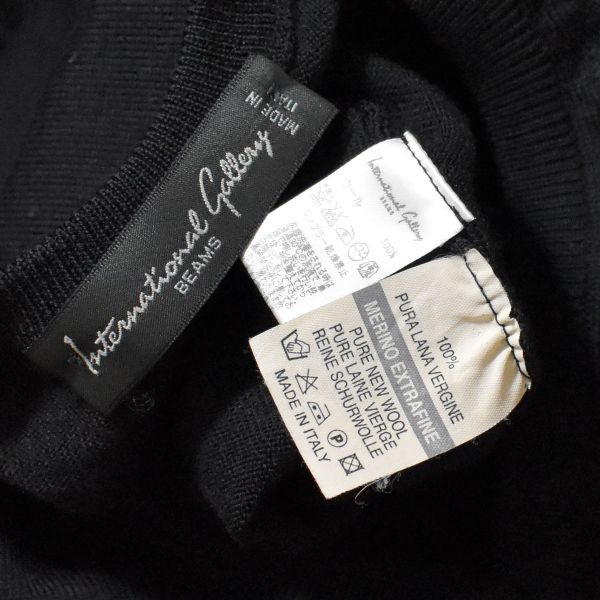 International Gallery
BEAMS
MADE IN
ITALY
International Gallery
BEAMS
ウール 100%
100%
PURA LANA VERGINE
MERINO EXTRAFINE
PURE NEW WOOL
PURE LAINE VIERGE
REINE SCHURWOLLE
P
MADE IN ITALY